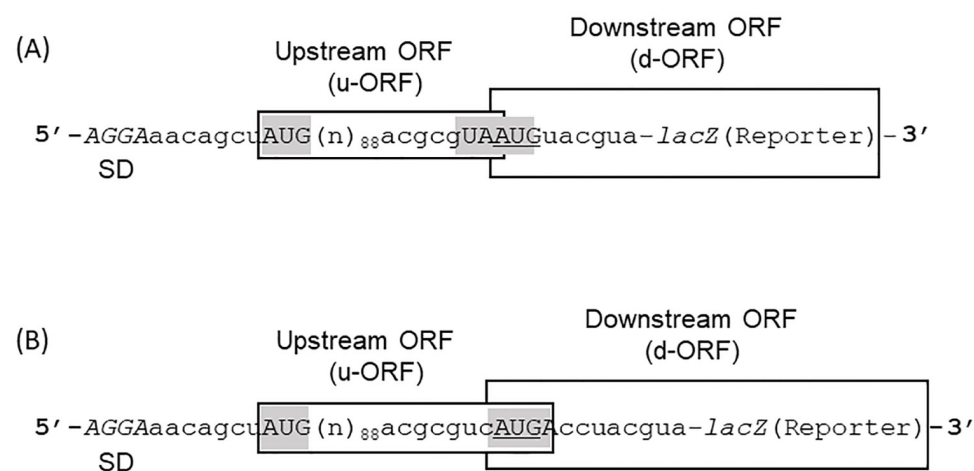 (A)
Upstream ORF
(u-ORF)
Downstream ORF
(d-ORF)
5'-AGGAaacagcuAUG(n)88acgcgUAAUGuacgua-lacZ(Reporter)-3'
SD
(B)
Upstream ORF
(u-ORF)
Downstream ORF
(d-ORF)
5'-AGGAaacagcuAUG(n)88acgcgucAUGAccuacgua-lacZ(Reporter)-3'
SD